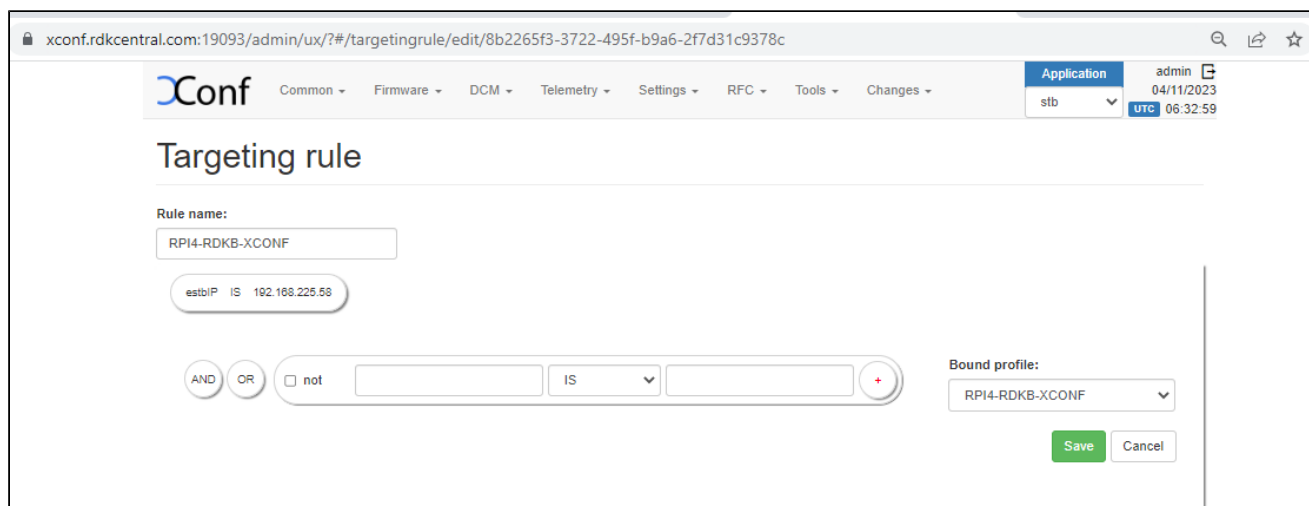 xconf.rdkcentral.com:19093/admin/ux/?#/targetingrule/edit/8b2265f3-3722-495f-b9a6-2f7d31c9378c
XConf Common Firmware DCM Telemetry Settings RFC Tools Changes Application admin
stb 04/11/2023
UTC 06:32:59
Targeting rule
Rule name:
RPI4-RDKB-XCONF
estbIP IS 192.168.225.58
AND OR not IS +
Bound profile:
RPI4-RDKB-XCONF
Save Cancel